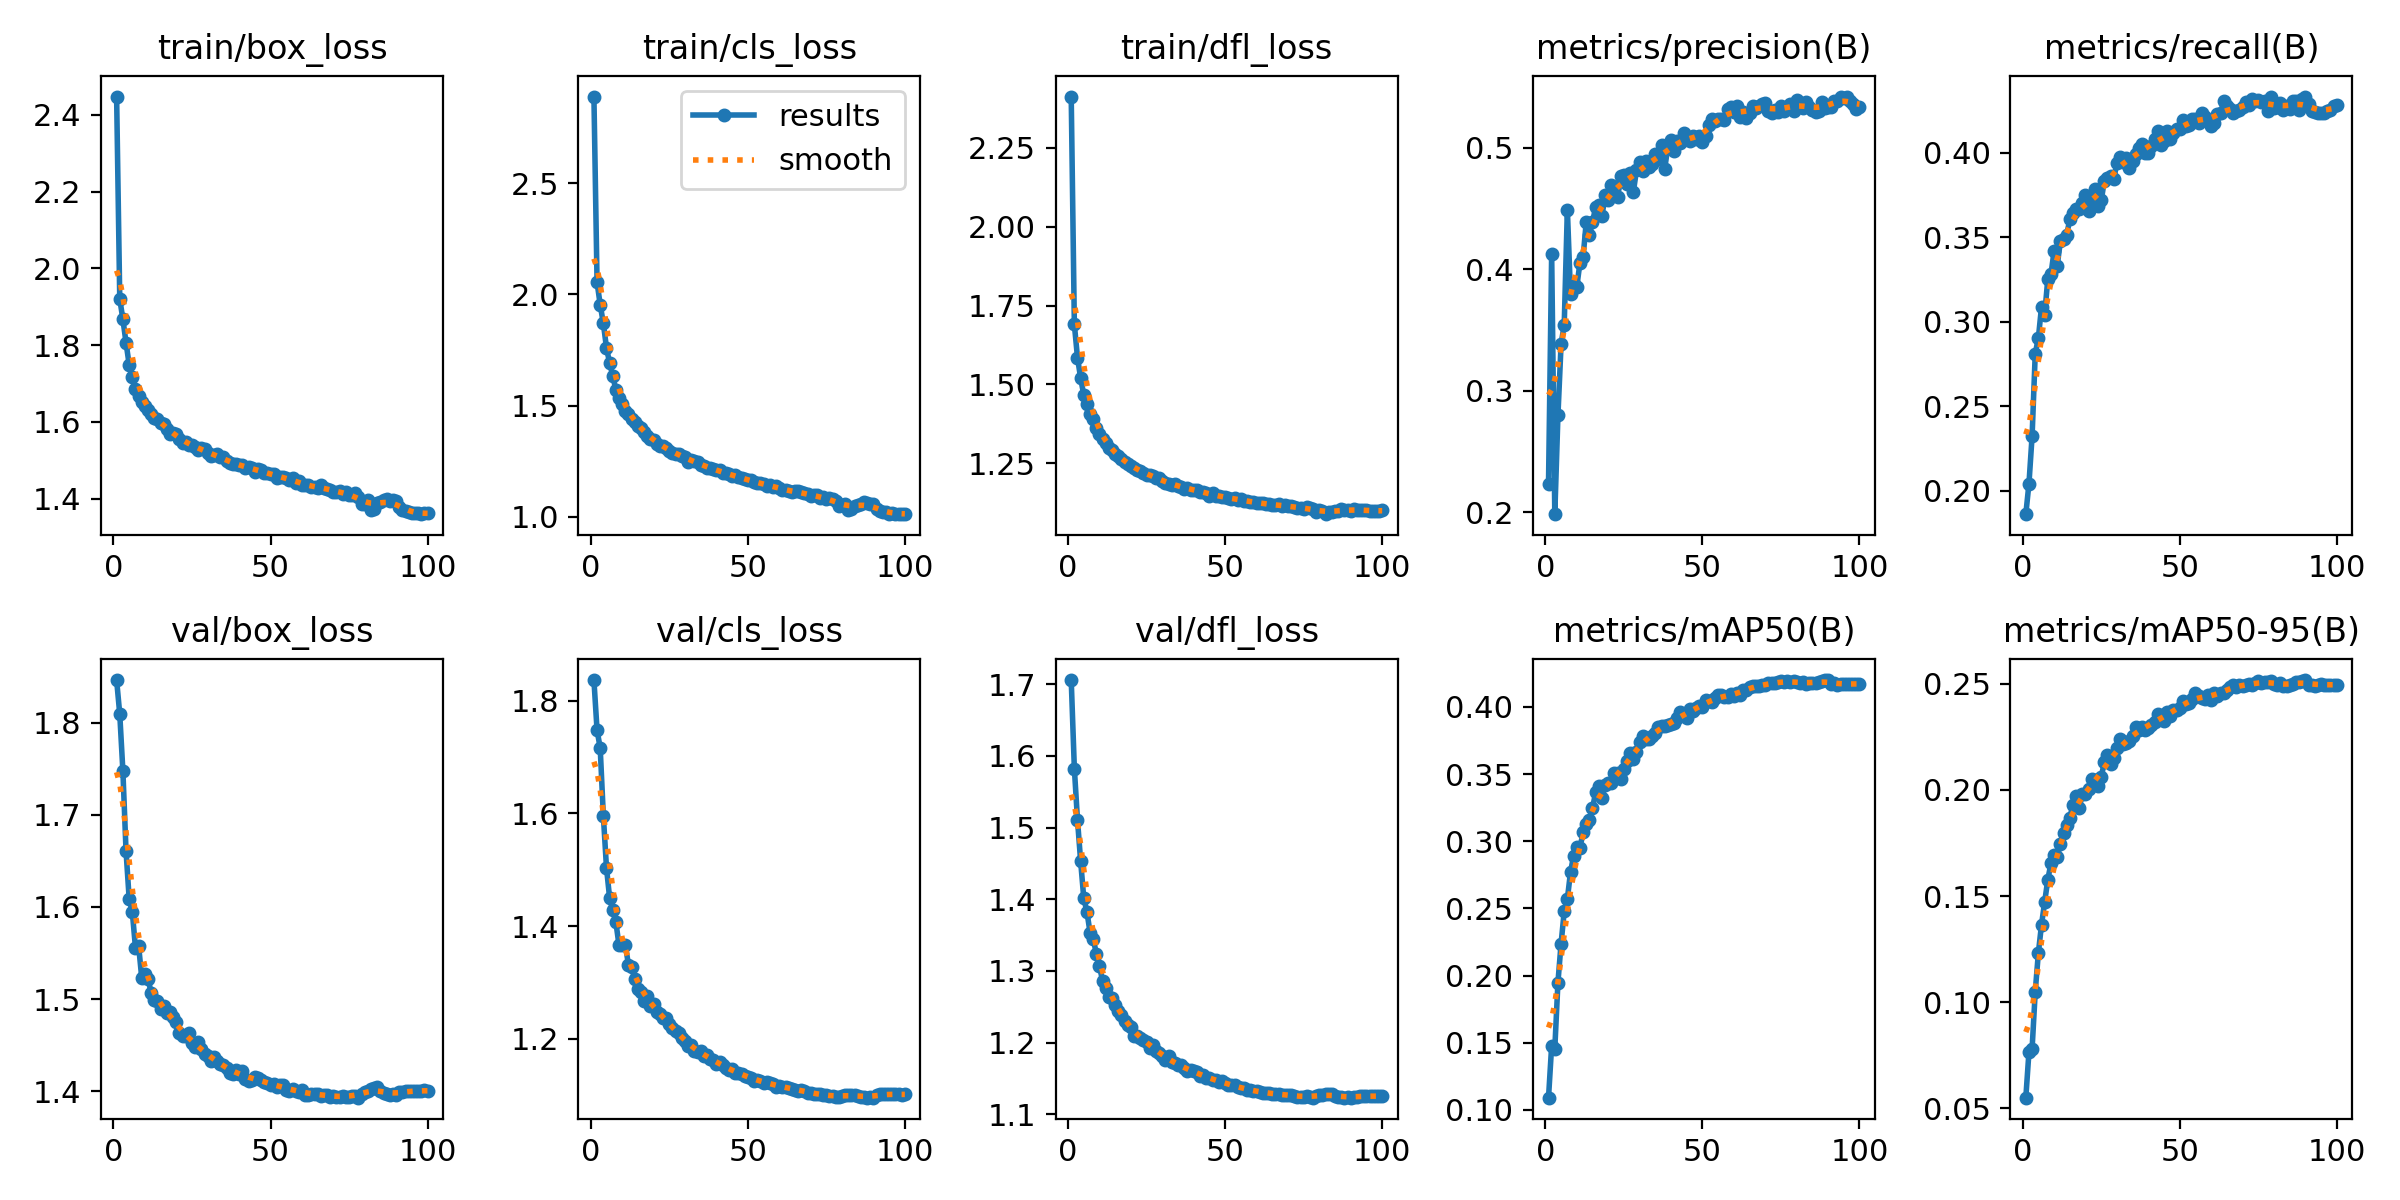 train/box_loss
2.4
2.2
2.0
1.8
1.6
1.4
0 50 100
train/cls_loss
results
smooth
2.5
2.0
1.5
1.0
0 50 100
train/dfl_loss
2.25
2.00
1.75
1.50
1.25
0 50 100
metrics/precision(B)
0.5
0.4
0.3
0.2
0 50 100
metrics/recall(B)
0.40
0.35
0.30
0.25
0.20
0 50 100
val/box_loss
1.8
1.7
1.6
1.5
1.4
0 50 100
val/cls_loss
1.8
1.6
1.4
1.2
0 50 100
val/dfl_loss
1.7
1.6
1.5
1.4
1.3
1.2
1.1
0 50 100
metrics/mAP50(B)
0.40
0.35
0.30
0.25
0.20
0.15
0.10
0 50 100
metrics/mAP50-95(B)
0.25
0.20
0.15
0.10
0.05
0 50 100